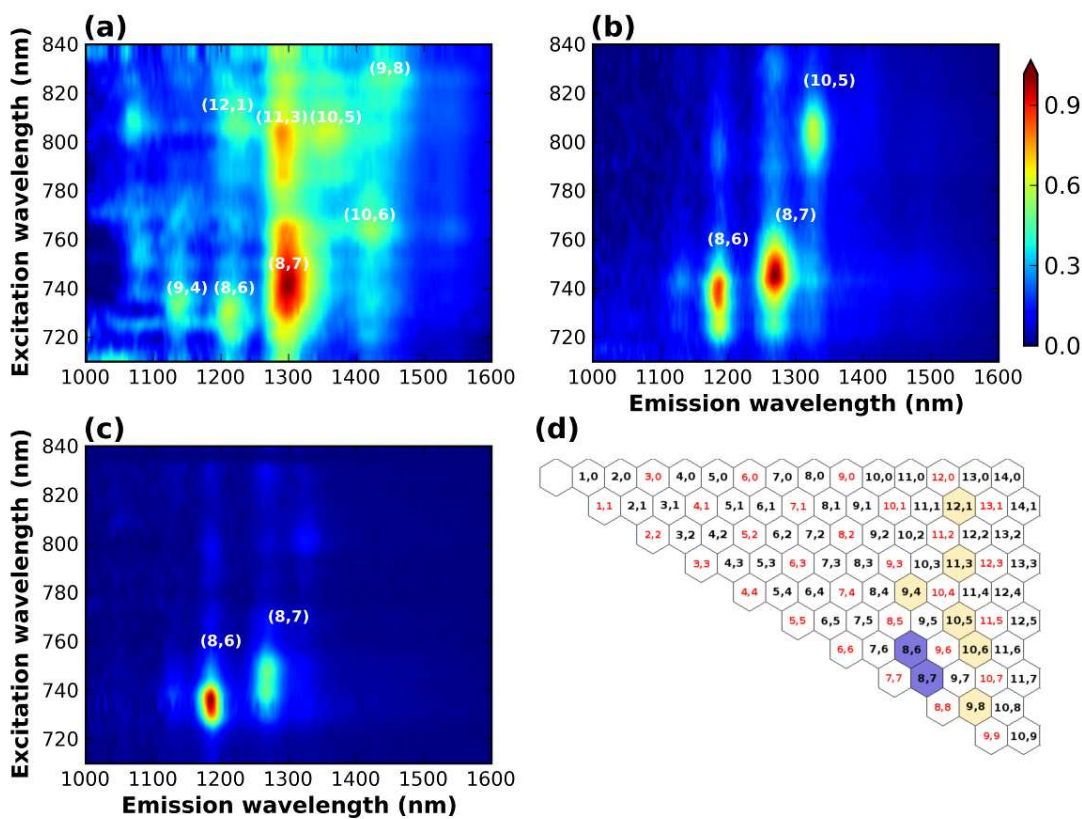 (a)
Excitation wavelength (nm)
840
820
800
780
760
740
720
1000 1100 1200 1300 1400 1500 1600
(9,8)
(12,1)
(11,3) (10,5)
(10,6)
(8,7)
(9,4) (8,6)
(b)
840
820
800
780
760
740
720
1000 1100 1200 1300 1400 1500 1600
Emission wavelength (nm)
(10,5)
(8,7)
(8,6)
0.9
0.6
0.3
0.0
(c)
Excitation wavelength (nm)
840
820
800
780
760
740
720
1000 1100 1200 1300 1400 1500 1600
Emission wavelength (nm)
(8,7)
(8,6)
(d)
1,0 2,0 3,0 4,0 5,0 6,0 7,0 8,0 9,0 10,0 11,0 12,0 13,0 14,0
1,1 2,1 3,1 4,1 5,1 6,1 7,1 8,1 9,1 10,1 11,1 12,1 13,1 14,1
2,2 3,2 4,2 5,2 6,2 7,2 8,2 9,2 10,2 11,2 12,2 13,2
3,3 4,3 5,3 6,3 7,3 8,3 9,3 10,3 11,3 12,3 13,3
4,4 5,4 6,4 7,4 8,4 9,4 10,4 11,4 12,4
5,5 6,5 7,5 8,5 9,5 10,5 11,5 12,5
6,6 7,6 8,6 9,6 10,6 11,6
7,7 8,7 9,7 10,7 11,7
8,8 9,8 10,8
9,9 10,9